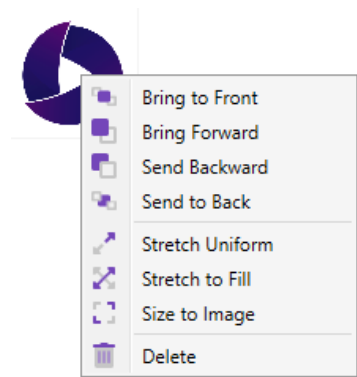 Bring to Front
Bring Forward
Send Backward
Send to Back
Stretch Uniform
Stretch to Fill
Size to Image
Delete